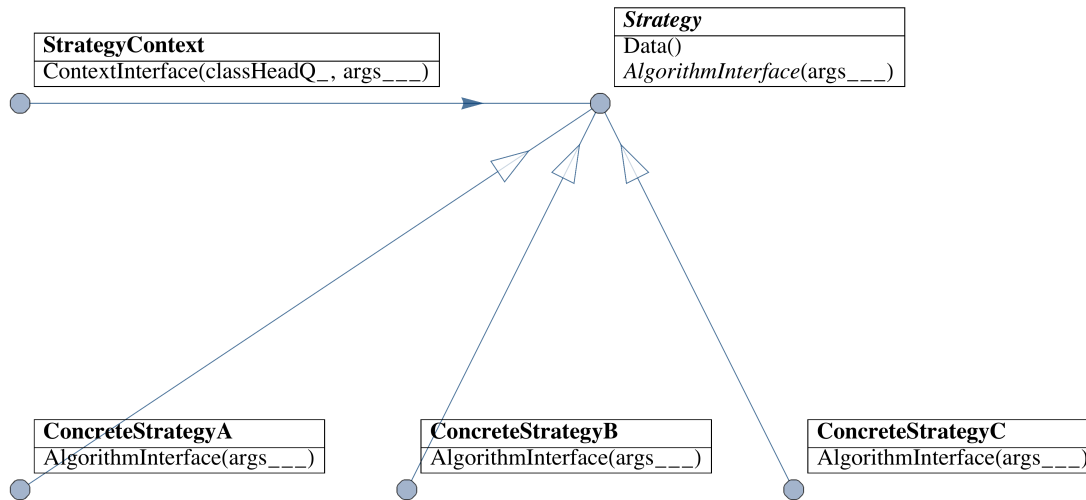 StrategyContext
ContextInterface(classHeadQ_, args___)
Strategy
Data()
AlgorithmInterface(args___)
ConcreteStrategyA
AlgorithmInterface(args___)
ConcreteStrategyB
AlgorithmInterface(args___)
ConcreteStrategyC
AlgorithmInterface(args___)